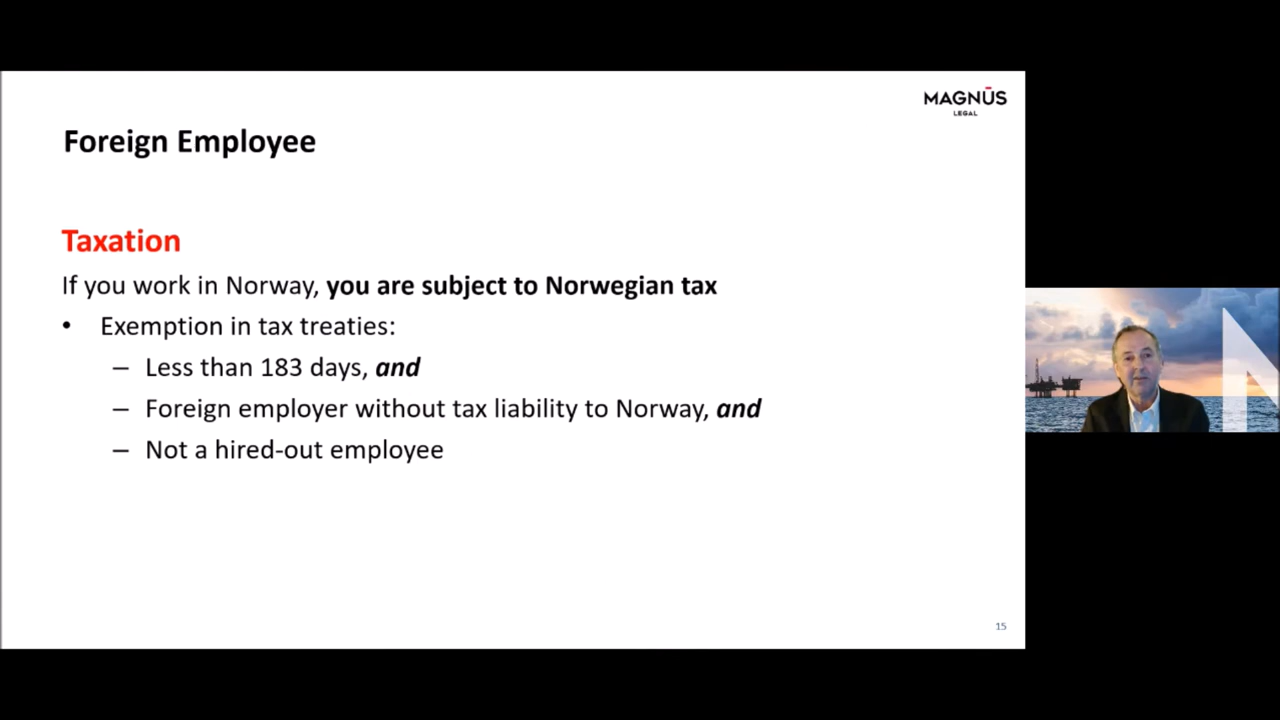 MAGNŪS
LEGAL
Foreign Employee
Taxation
If you work in Norway, you are subject to Norwegian tax
• Exemption in tax treaties:
– Less than 183 days, and
– Foreign employer without tax liability to Norway, and
– Not a hired-out employee
15